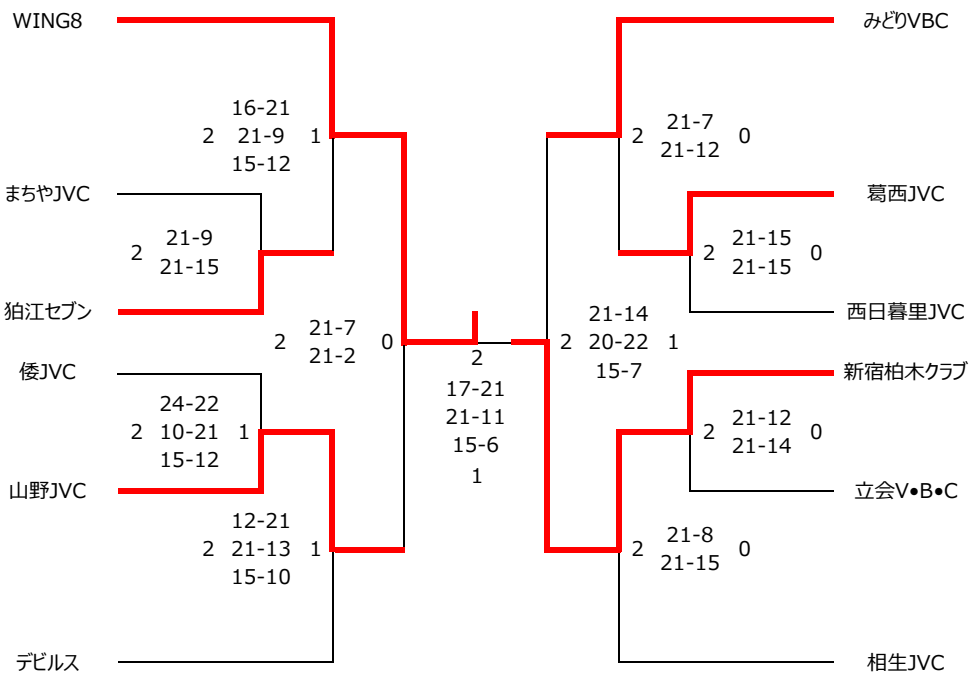 WING8
みどりVBC
16-21
2 21-9 1
15-12
2 21-7 0
21-12
まちやJVC
葛西JVC
2 21-9
21-15
2 21-15 0
21-15
狛江セブン
西日暮里JVC
2 21-7 0
21-2
21-14
2 20-22 1
15-7
2
17-21
21-11
15-6
1
倭JVC
新宿柏木クラブ
24-22
2 10-21 1
15-12
2 21-12 0
21-14
山野JVC
立会V•B•C
12-21
2 21-13 1
15-10
2 21-8 0
21-15
デビルス
相生JVC